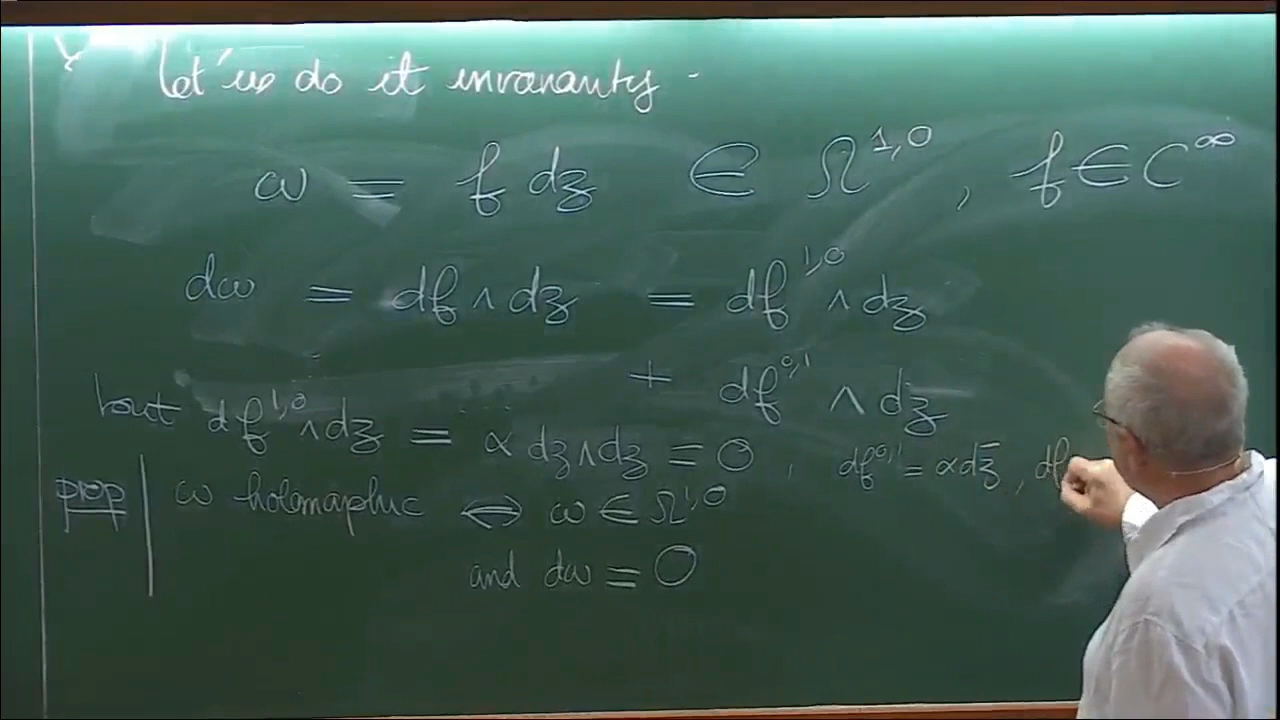 Let's us do it invarianty.
ω = f dz ∈ Ω^{1,0} , f ∈ C^∞
dω = df ∧ dz = df^{1,0} ∧ dz
+ df^{0,1} ∧ dz
but df^{1,0} ∧ dz = α dz ∧ dz = 0 , df^{0,1} = α dz̄ , df
prop | ω holomorphic ⟺ ω ∈ Ω^{1,0}
and dω = 0